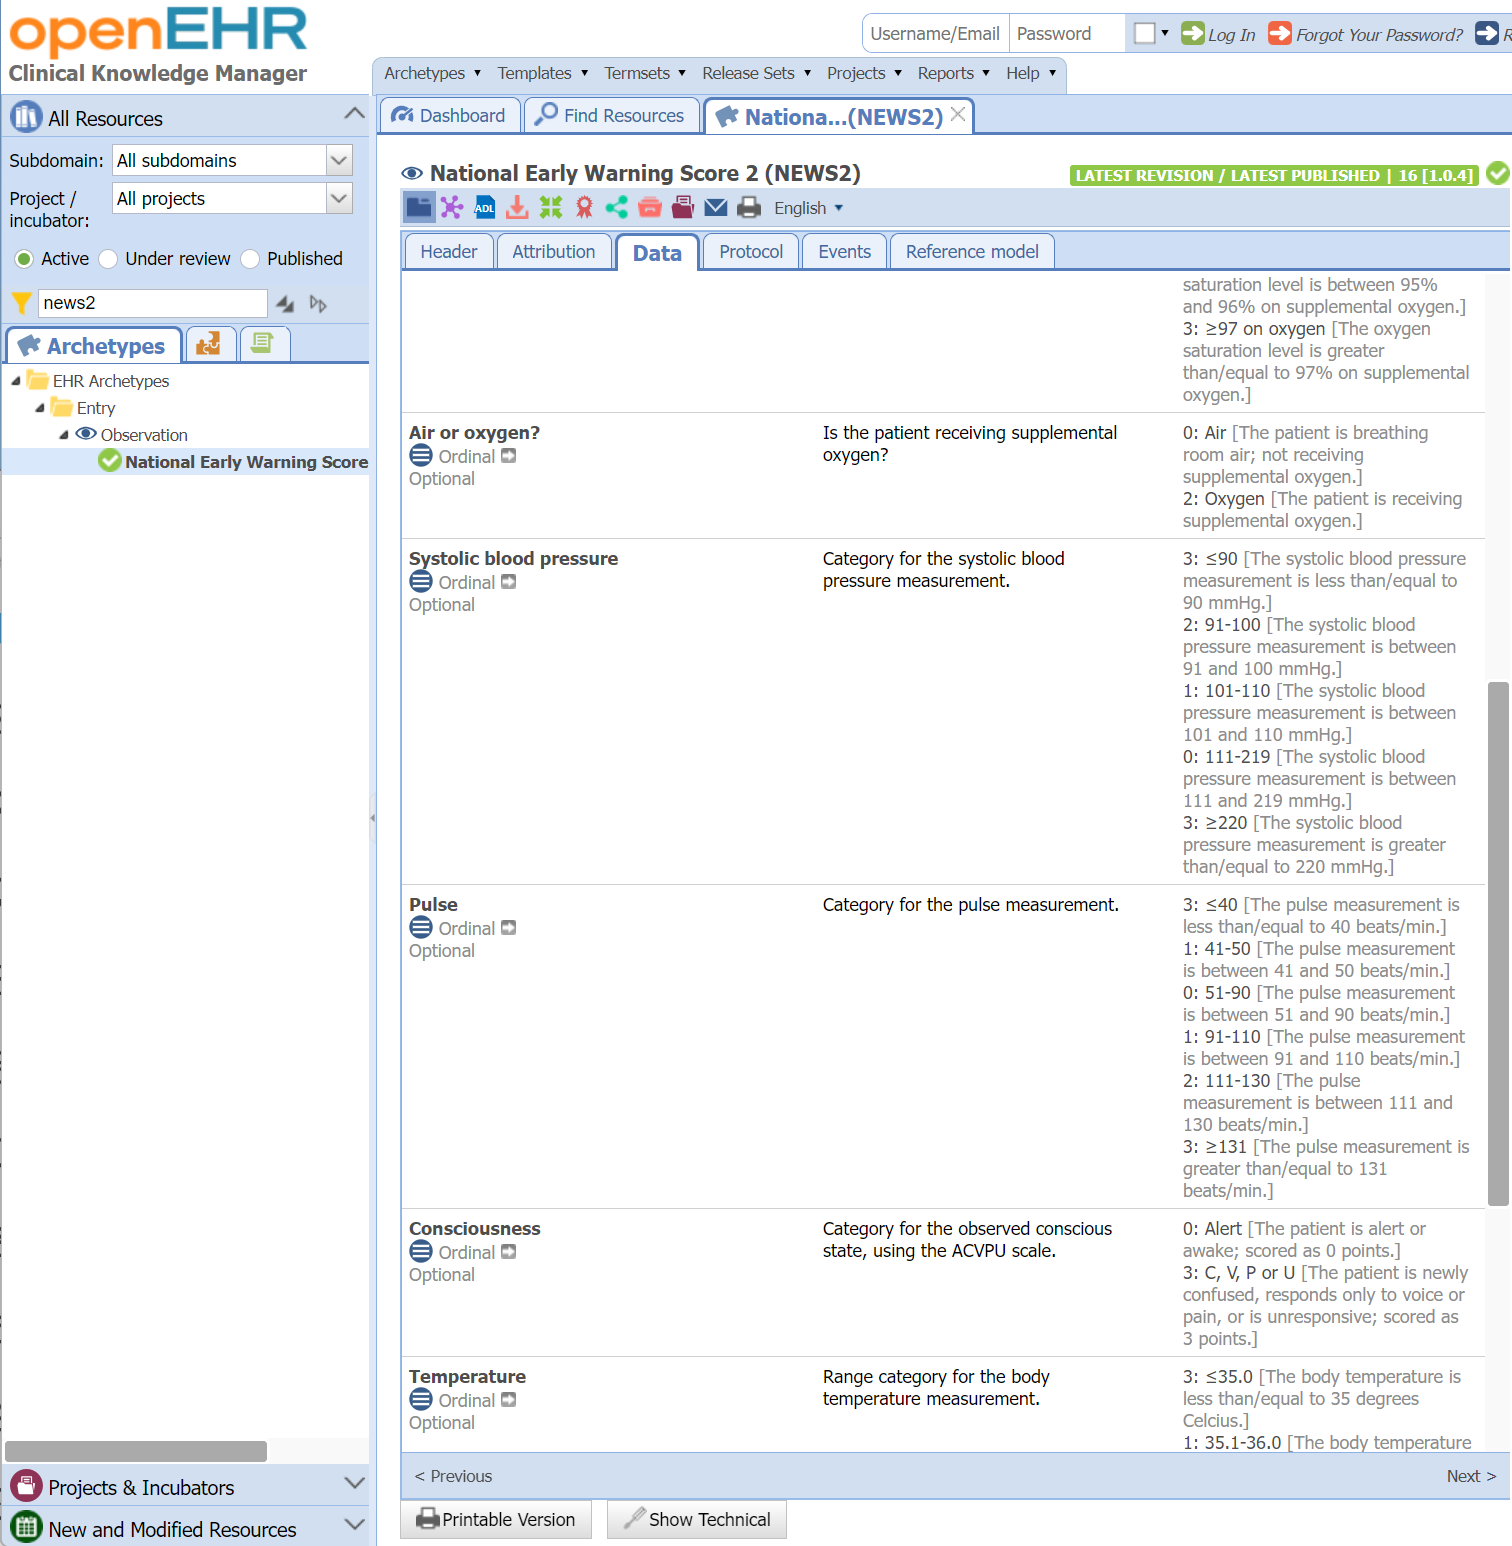 openEHR
Clinical Knowledge Manager
Username/Email
Password
Log In
Forgot Your Password?
R
Archetypes
Templates
Termsets
Release Sets
Projects
Reports
Help
All Resources
Subdomain:
All subdomains
Project /
incubator:
All projects
Active
Under review
Published
news2
Archetypes
EHR Archetypes
Entry
Observation
National Early Warning Score
Projects & Incubators
New and Modified Resources
Dashboard
Find Resources
Nationa...(NEWS2)
National Early Warning Score 2 (NEWS2)
LATEST REVISION / LATEST PUBLISHED | 16 [1.0.4]
ADL
English
Header
Attribution
Data
Protocol
Events
Reference model
saturation level is between 95%
and 96% on supplemental oxygen.]
3: ≥97 on oxygen [The oxygen
saturation level is greater
than/equal to 97% on supplemental
oxygen.]
Air or oxygen?
Ordinal
Optional
Is the patient receiving supplemental
oxygen?
0: Air [The patient is breathing
room air; not receiving
supplemental oxygen.]
2: Oxygen [The patient is receiving
supplemental oxygen.]
Systolic blood pressure
Ordinal
Optional
Category for the systolic blood
pressure measurement.
3: ≤90 [The systolic blood pressure
measurement is less than/equal to
90 mmHg.]
2: 91-100 [The systolic blood
pressure measurement is between
91 and 100 mmHg.]
1: 101-110 [The systolic blood
pressure measurement is between
101 and 110 mmHg.]
0: 111-219 [The systolic blood
pressure measurement is between
111 and 219 mmHg.]
3: ≥220 [The systolic blood
pressure measurement is greater
than/equal to 220 mmHg.]
Pulse
Ordinal
Optional
Category for the pulse measurement.
3: ≤40 [The pulse measurement is
less than/equal to 40 beats/min.]
1: 41-50 [The pulse measurement
is between 41 and 50 beats/min.]
0: 51-90 [The pulse measurement
is between 51 and 90 beats/min.]
1: 91-110 [The pulse measurement
is between 91 and 110 beats/min.]
2: 111-130 [The pulse
measurement is between 111 and
130 beats/min.]
3: ≥131 [The pulse measurement is
greater than/equal to 131
beats/min.]
Consciousness
Ordinal
Optional
Category for the observed conscious
state, using the ACVPU scale.
0: Alert [The patient is alert or
awake; scored as 0 points.]
3: C, V, P or U [The patient is newly
confused, responds only to voice or
pain, or is unresponsive; scored as
3 points.]
Temperature
Ordinal
Optional
Range category for the body
temperature measurement.
3: ≤35.0 [The body temperature is
less than/equal to 35 degrees
Celcius.]
1: 35.1-36.0 [The body temperature
< Previous
Next >
Printable Version
Show Technical